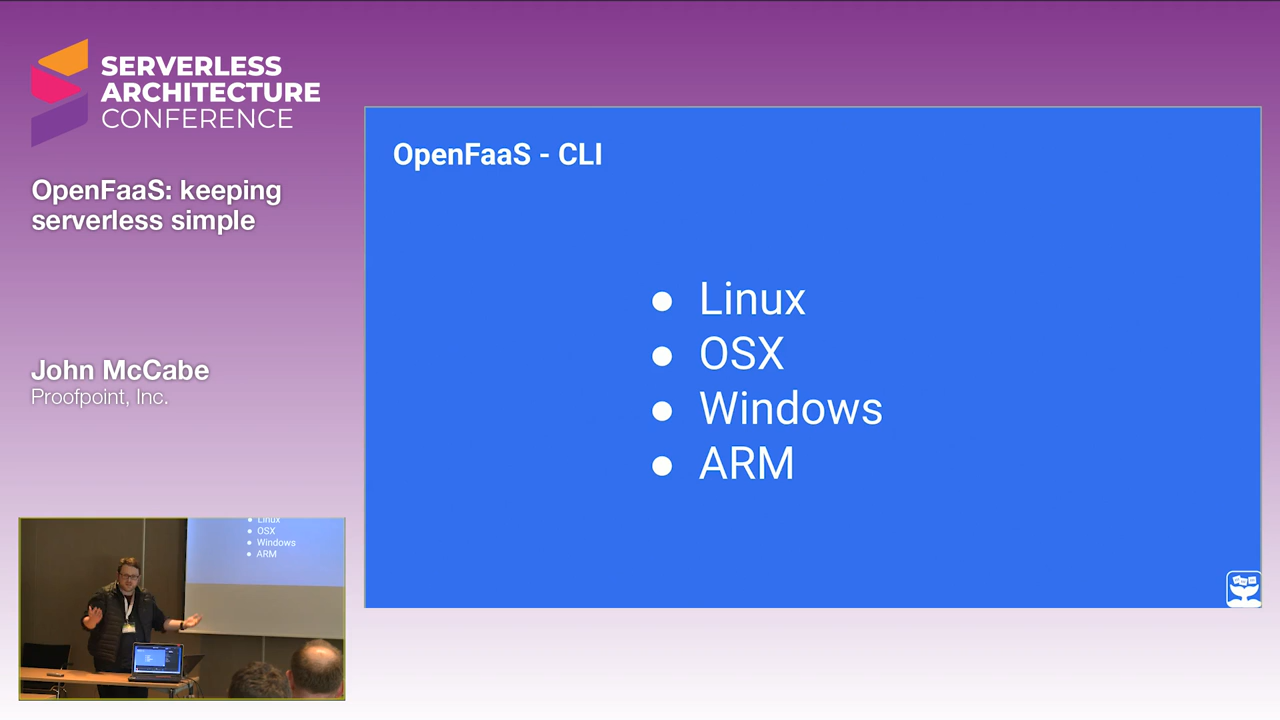 SERVERLESS
ARCHITECTURE
CONFERENCE
OpenFaaS: keeping
serverless simple
John McCabe
Proofpoint, Inc.
OpenFaaS - CLI
● Linux
● OSX
● Windows
● ARM
● Linux
● OSX
● Windows
● ARM